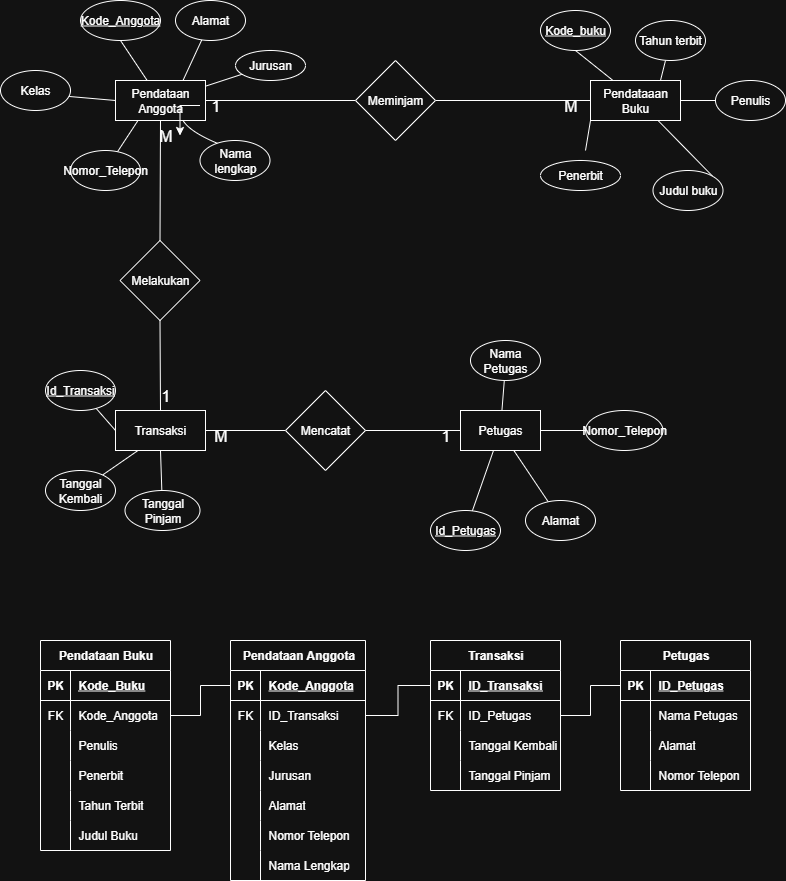 Kode_Anggota
Alamat
Jurusan
Kelas
Pendataan
Anggota
1
M
Nomor_Telepon
Nama
lengkap
Meminjam
Kode_buku
Tahun terbit
M
Pendataaan
Buku
Penulis
Penerbit
Judul buku
Melakukan
Id_Transaksi
1
Transaksi
M
Tanggal
Kembali
Tanggal
Pinjam
Mencatat
Nama
Petugas
1
Petugas
Nomor_Telepon
Id_Petugas
Alamat
Pendataan Buku
PK Kode_Buku
FK Kode_Anggota
Penulis
Penerbit
Tahun Terbit
Judul Buku
Pendataan Anggota
PK Kode_Anggota
FK ID_Transaksi
Kelas
Jurusan
Alamat
Nomor Telepon
Nama Lengkap
Transaksi
PK ID_Transaksi
FK ID_Petugas
Tanggal Kembali
Tanggal Pinjam
Petugas
PK ID_Petugas
Nama Petugas
Alamat
Nomor Telepon